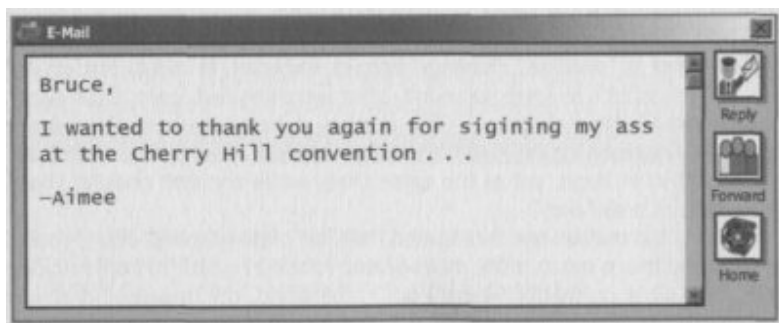 E-Mail
Bruce,
I wanted to thank you again for sigining my ass
at the Cherry Hill convention . . .
—Aimee
Reply
Forward
Home